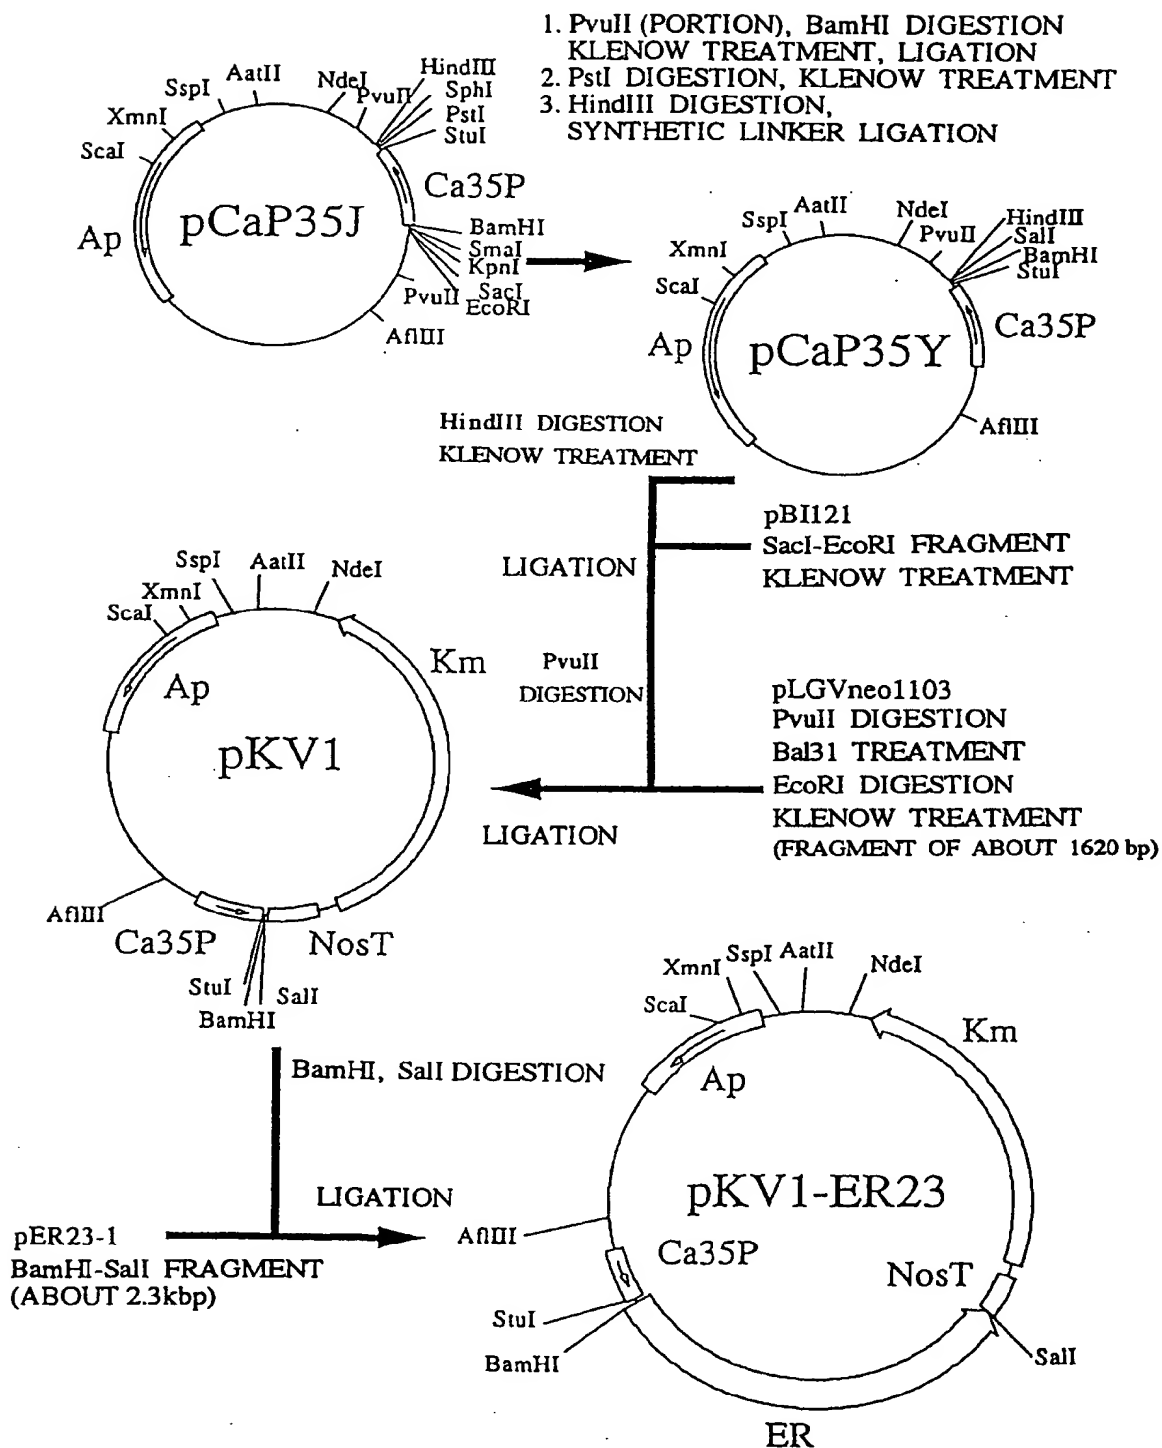 1. PvuII (PORTION), BamHI DIGESTION
KLENOW TREATMENT, LIGATION
2. PstI DIGESTION, KLENOW TREATMENT
3. HindIII DIGESTION,
SYNTHETIC LINKER LIGATION
HindIII
SphI
PstI
StuI
NdeI
PvuII
AatII
SspI
XmnI
ScaI
Ca35P
pCaP35J
Ap
BamHI
SmaI
KpnI
SacI
EcoRI
PvuII
AflIII
HindIII
SalI
BamHI
StuI
NdeI
PvuII
AatII
SspI
XmnI
ScaI
Ca35P
pCaP35Y
Ap
AflIII
HindIII DIGESTION
KLENOW TREATMENT
pBI121
SacI-EcoRI FRAGMENT
KLENOW TREATMENT
LIGATION
PvuII
DIGESTION
pLGVneo1103
PvuII DIGESTION
Bal31 TREATMENT
EcoRI DIGESTION
KLENOW TREATMENT
(FRAGMENT OF ABOUT 1620 bp)
LIGATION
SspI
AatII
NdeI
XmnI
ScaI
Km
Ap
pKV1
AflIII
Ca35P
NosT
StuI
SalI
BamHI
BamHI, SalI DIGESTION
LIGATION
pER23-1
BamHI-SalI FRAGMENT
(ABOUT 2.3kbp)
XmnI
SspI
AatII
NdeI
ScaI
Km
Ap
pKV1-ER23
AflIII
Ca35P
NosT
StuI
BamHI
SalI
ER